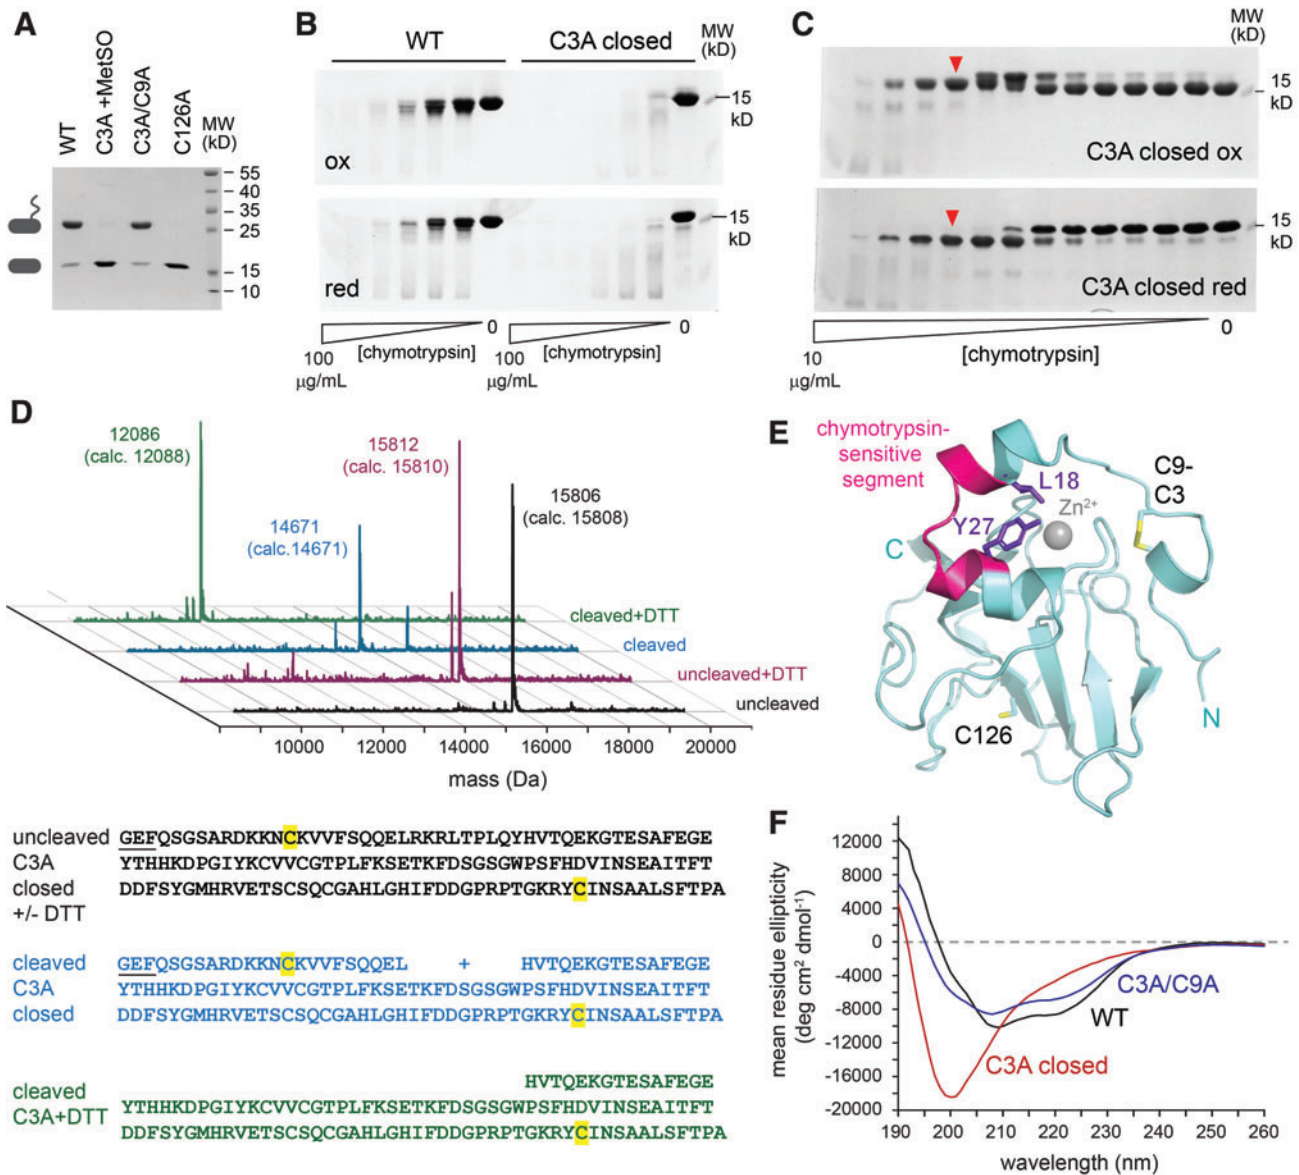 A
WT
C3A +MetSO
C3A/C9A
C126A
MW
(kD)
55
40
35
25
15
10
B
WT
C3A closed
MW
(kD)
15
kD
ox
15
kD
red
0
0
[chymotrypsin]
[chymotrypsin]
100
µg/mL
100
µg/mL
C
MW
(kD)
15
kD
C3A closed ox
15
kD
C3A closed red
0
10
µg/mL
[chymotrypsin]
D
12086
(calc. 12088)
14671
(calc.14671)
15812
(calc. 15810)
15806
(calc. 15808)
cleaved+DTT
cleaved
uncleaved+DTT
uncleaved
10000 12000 14000 16000 18000 20000
mass (Da)
uncleaved GEFQSGSARDKKNCKVVFSQQELRKRLTPLQYHVTQEKGTESAFEGE
C3A YTHHKDPGIYKCVVCGTPLFKSETKFDSGSGWPSFHDVINSEAITFT
closed DDFSYGMHRVETSCSQCGAHLGHIFDDGPRPTGKRYCINSAALSFTPA
+/- DTT
cleaved GEFQSGSARDKKNCKVVFSQQEL + HVTQEKGTESAFEGE
C3A YTHHKDPGIYKCVVCGTPLFKSETKFDSGSGWPSFHDVINSEAITFT
closed DDFSYGMHRVETSCSQCGAHLGHIFDDGPRPTGKRYCINSAALSFTPA
cleaved HVTQEKGTESAFEGE
C3A+DTT YTHHKDPGIYKCVVCGTPLFKSETKFDSGSGWPSFHDVINSEAITFT
DDFSYGMHRVETSCSQCGAHLGHIFDDGPRPTGKRYCINSAALSFTPA
E
chymotrypsin-
sensitive
segment
L18
Zn2+
Y27
C9-
C3
C
C126
N
F
12000
8000
4000
0
-4000
-8000
-12000
-16000
-20000
mean residue ellipticity
(deg cm² dmol⁻¹)
C3A/C9A
WT
C3A closed
190 200 210 220 230 240 250 260
wavelength (nm)